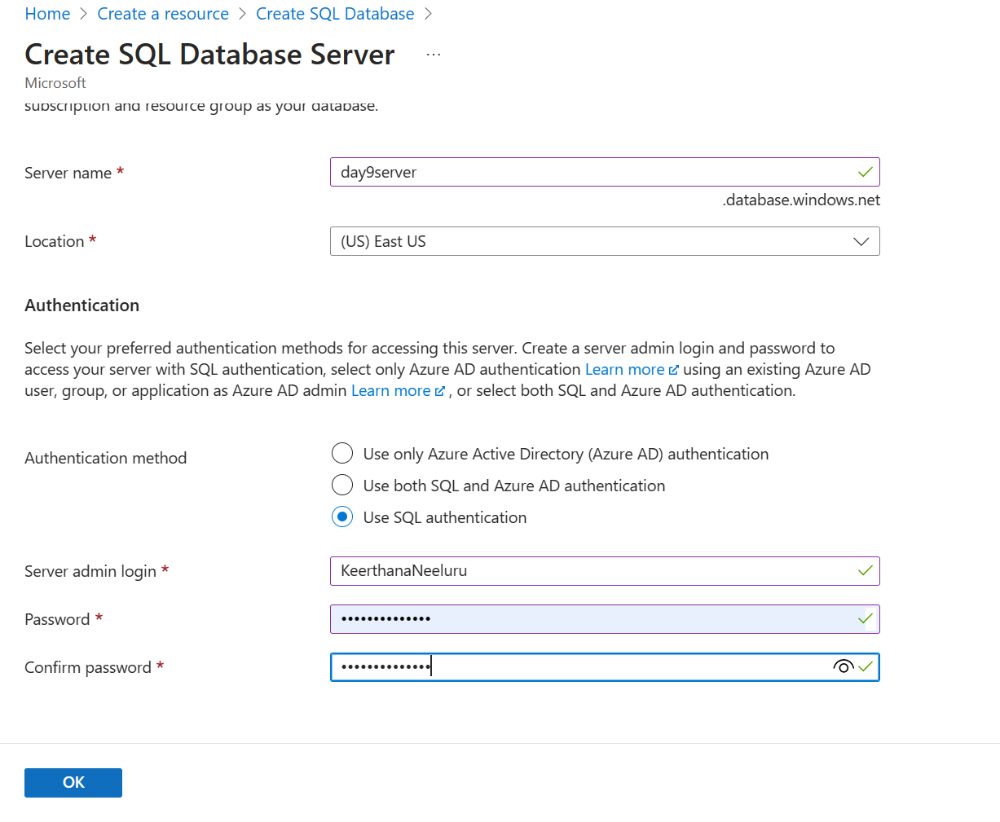 Home > Create a resource > Create SQL Database >
Create SQL Database Server ...
Microsoft
subscription and resource group as your database.
Server name * day9server
.database.windows.net
Location * (US) East US
Authentication
Select your preferred authentication methods for accessing this server. Create a server admin login and password to
access your server with SQL authentication, select only Azure AD authentication Learn more using an existing Azure AD
user, group, or application as Azure AD admin Learn more , or select both SQL and Azure AD authentication.
Authentication method
Use only Azure Active Directory (Azure AD) authentication
Use both SQL and Azure AD authentication
Use SQL authentication
Server admin login * KeerthanaNeeluru
Password * ••••••••••••••
Confirm password * ••••••••••••••
OK